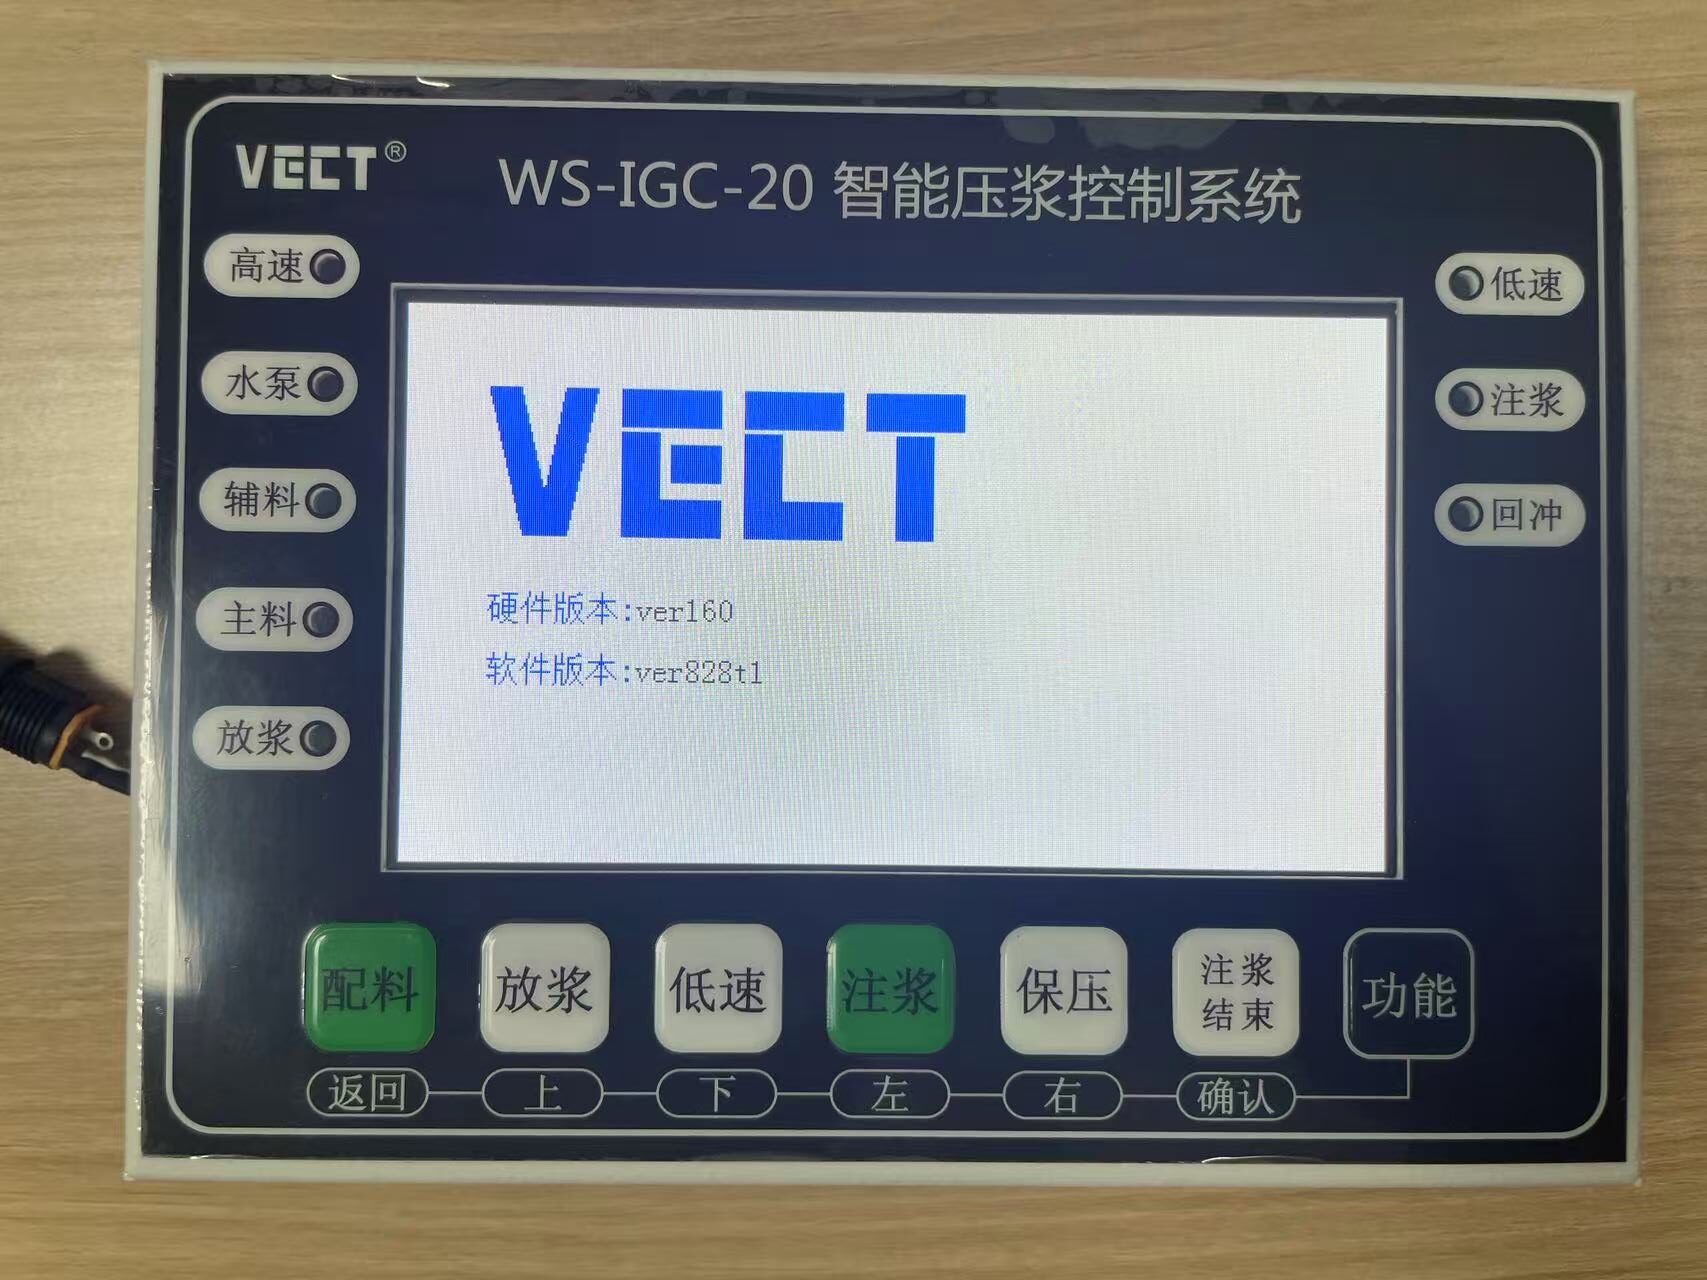 VECT®
WS-IGC-20 智能压浆控制系统
高速
水泵
辅料
主料
放浆
低速
注浆
回冲
VECT
硬件版本:ver160
软件版本:ver828t1
配料
放浆
低速
注浆
保压
注浆
结束
功能
返回
上
下
左
右
确认